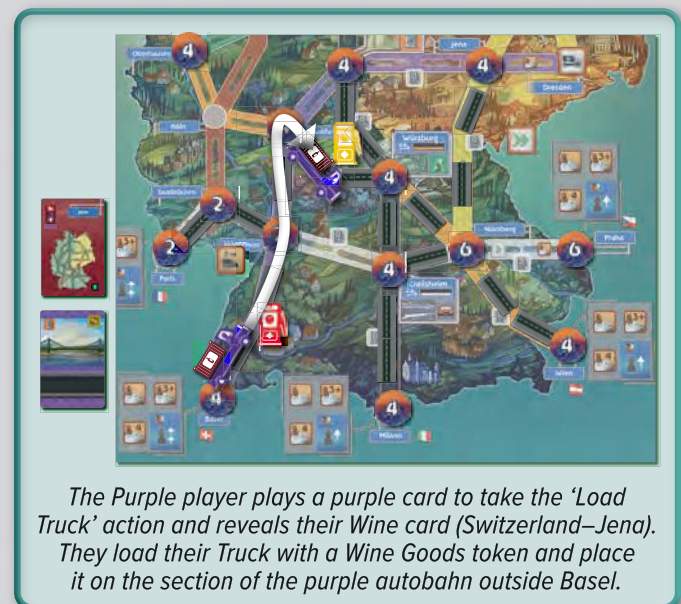 Jena
4
4
4
Dresden
Köln
Würzburg
4
2
2
Nürnberg
6
6
Praha
4
Paris
Crailsheim
4
Wien
4
4
Basel
Milano
The Purple player plays a purple card to take the ‘Load
Truck’ action and reveals their Wine card (Switzerland–Jena).
They load their Truck with a Wine Goods token and place
it on the section of the purple autobahn outside Basel.